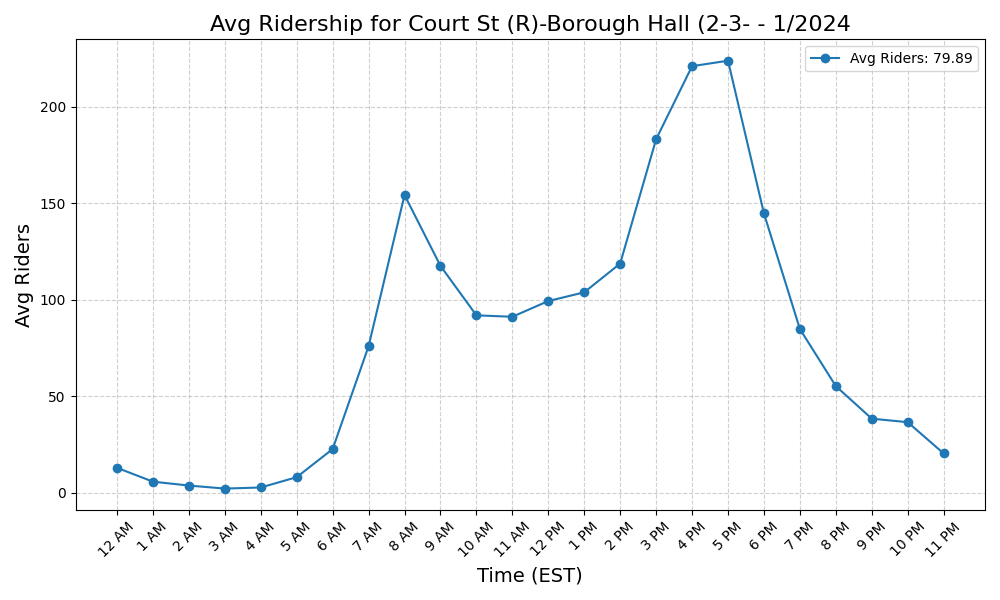 Avg Ridership for Court St (R)-Borough Hall (2-3- - 1/2024
Avg Riders: 79.89
Avg Riders
200
150
100
50
0
12 AM
1 AM
2 AM
3 AM
4 AM
5 AM
6 AM
7 AM
8 AM
9 AM
10 AM
11 AM
12 PM
1 PM
2 PM
3 PM
4 PM
5 PM
6 PM
7 PM
8 PM
9 PM
10 PM
11 PM
Time (EST)